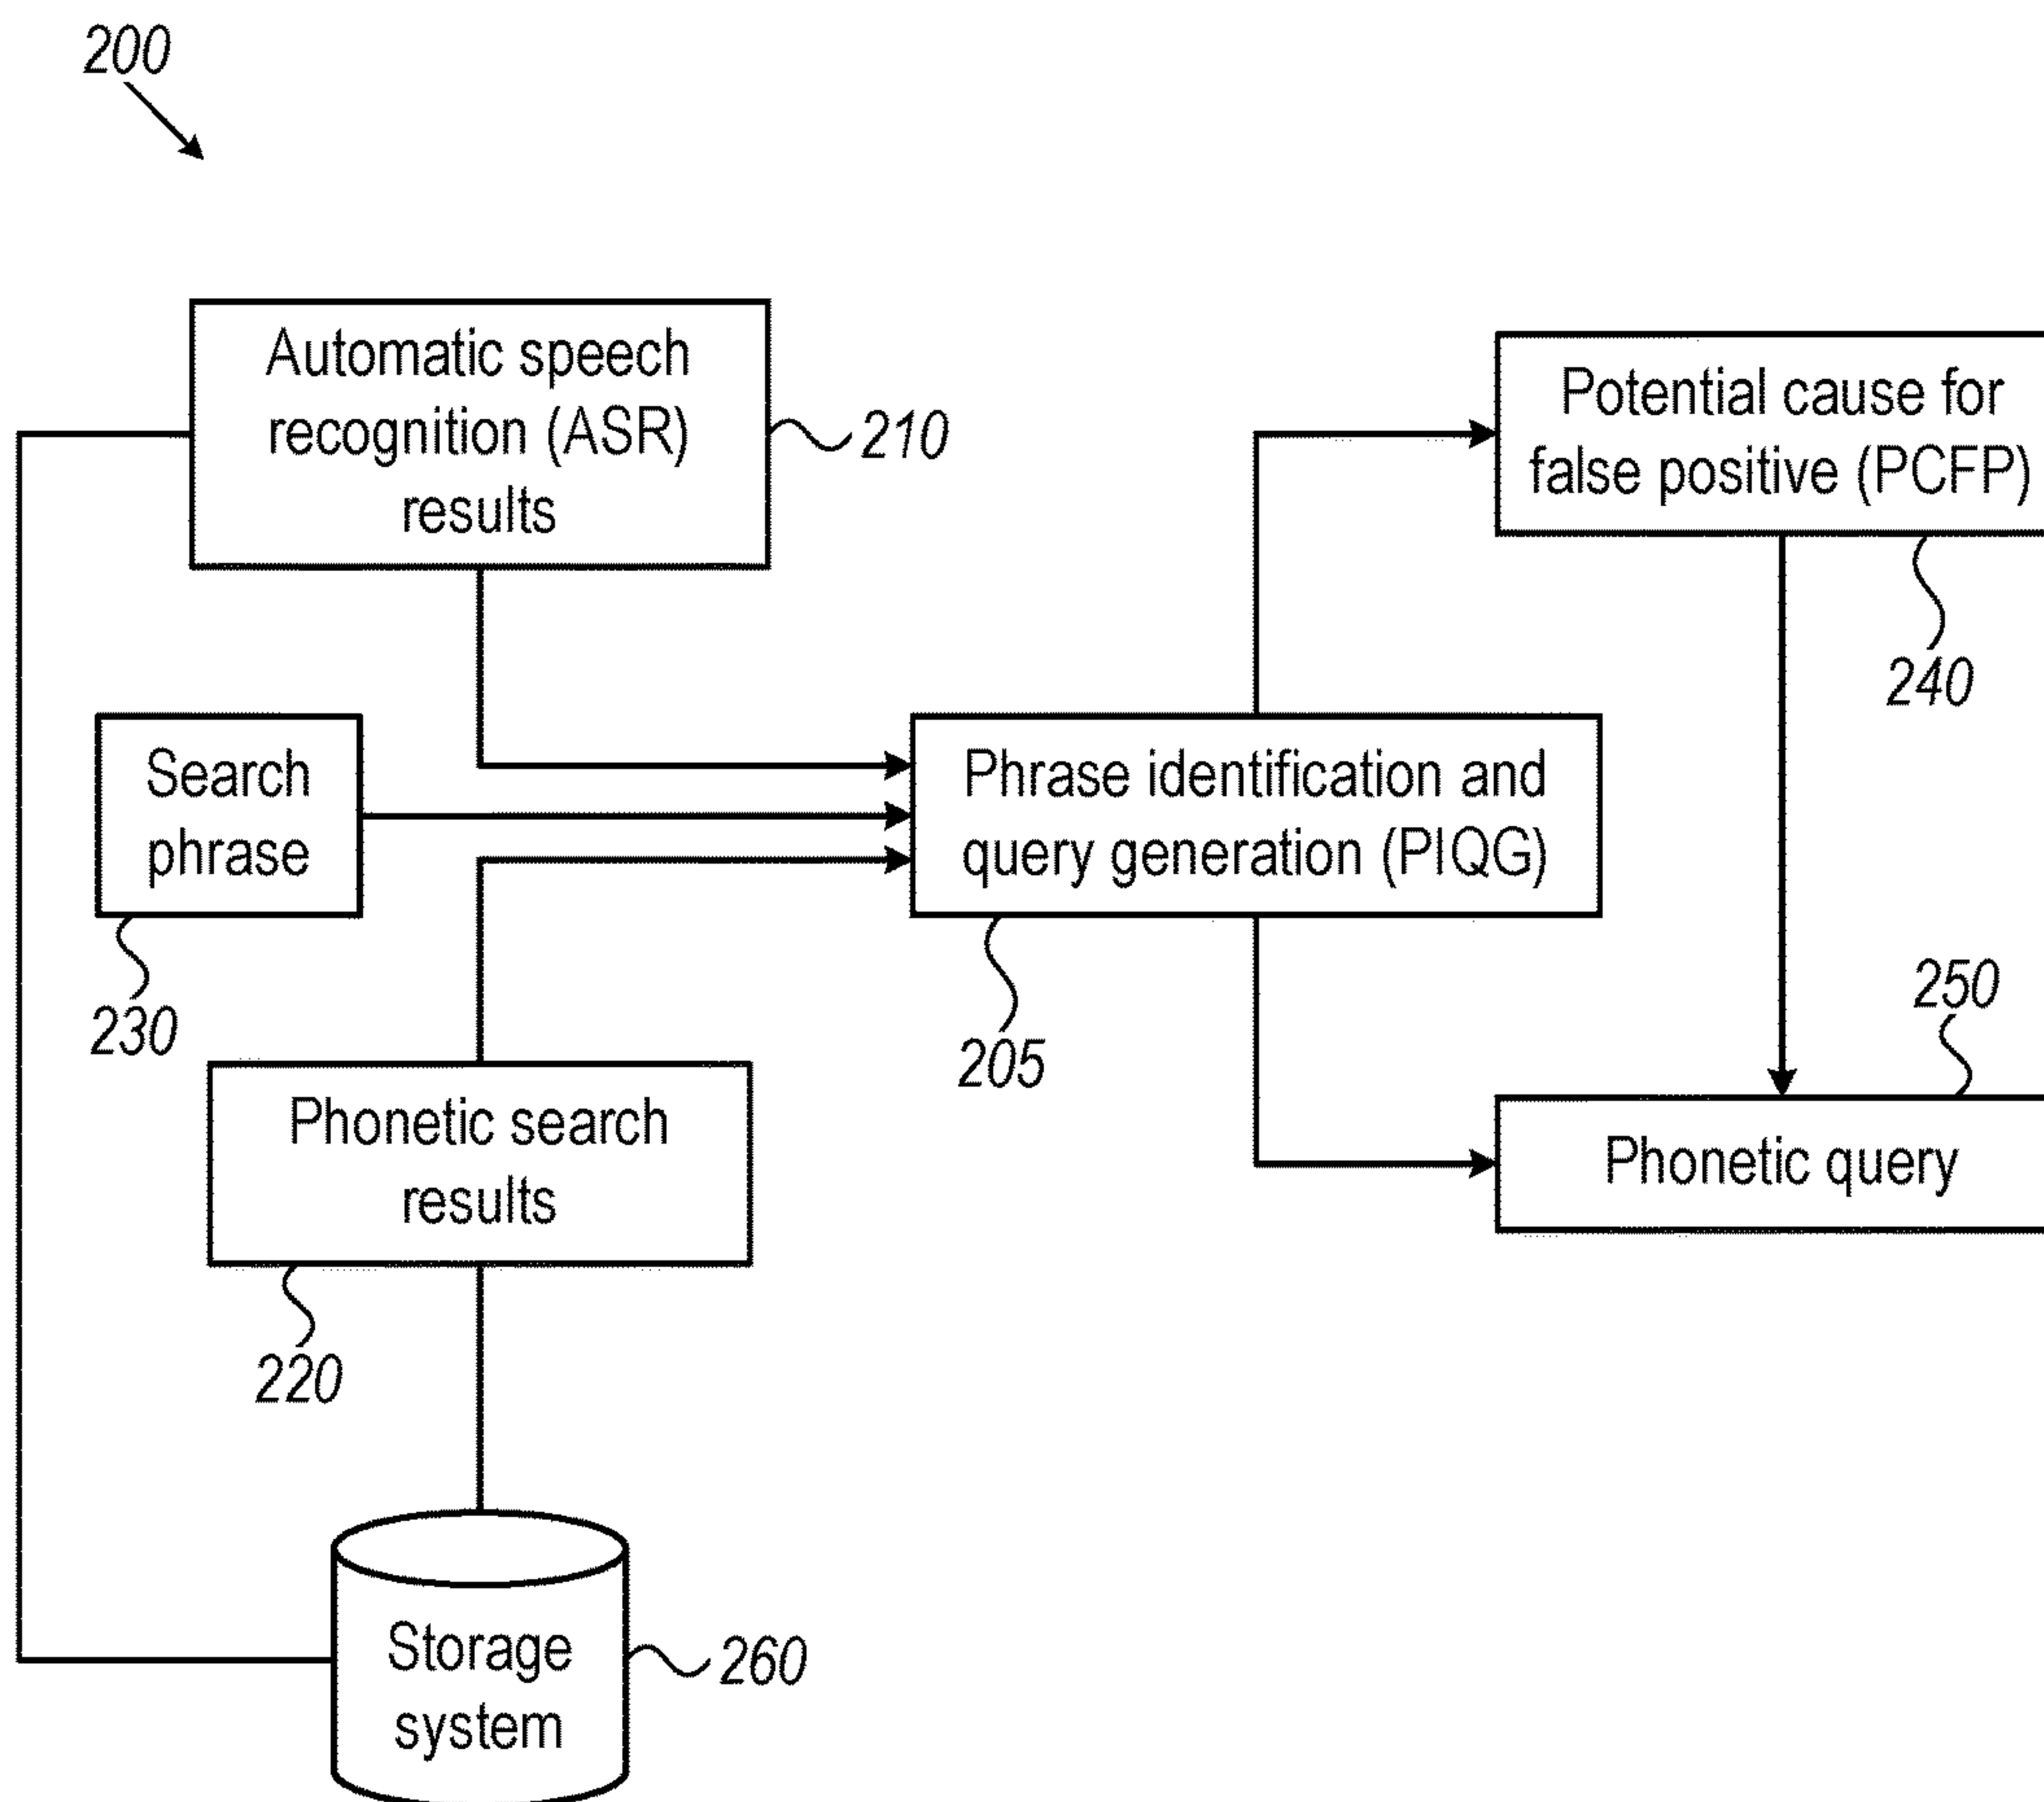 200
Automatic speech
recognition (ASR)
results
210
Potential cause for
false positive (PCFP)
240
Search
phrase
230
Phrase identification and
query generation (PIQG)
205
250
Phonetic search
results
220
Phonetic query
Storage
system
260